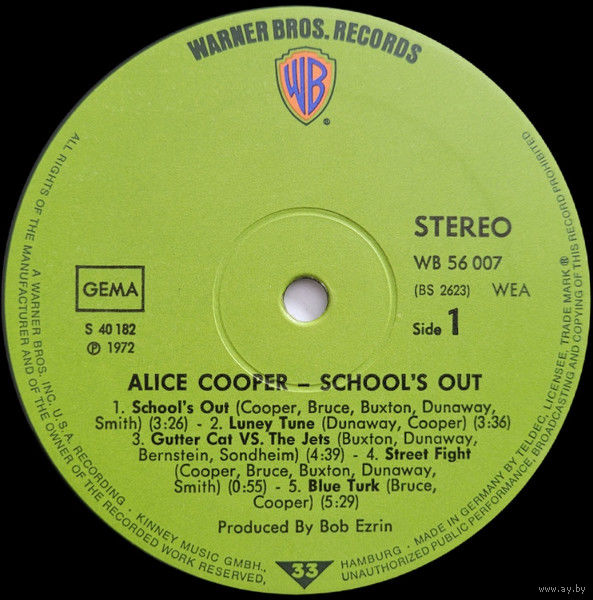 WARNER BROS. RECORDS
WB
®
STEREO
WB 56 007
(BS 2623) WEA
Side 1
GEMA
S 40 182
℗ 1972
ALICE COOPER – SCHOOL'S OUT
1. School's Out (Cooper, Bruce, Buxton, Dunaway,
Smith) (3:26) - 2. Luney Tune (Dunaway, Cooper) (3:36)
3. Gutter Cat VS. The Jets (Buxton, Dunaway,
Bernstein, Sondheim) (4:39) - 4. Street Fight
(Cooper, Bruce, Buxton, Dunaway,
Smith) (0:55) - 5. Blue Turk (Bruce,
Cooper) (5:29)
Produced By Bob Ezrin
33
ALL RIGHTS OF THE MANUFACTURER AND OF THE OWNER OF THE RECORDED WORK RESERVED,
A WARNER BROS. INC. U.S.A. RECORDING · KINNEY MUSIC GMBH.,
HAMBURG · MADE IN GERMANY BY TELDEC, LICENSEE, TRADE MARK ®
UNAUTHORIZED PUBLIC PERFORMANCE, BROADCASTING AND COPYING OF THIS RECORD PROHIBITED
www.ay.by